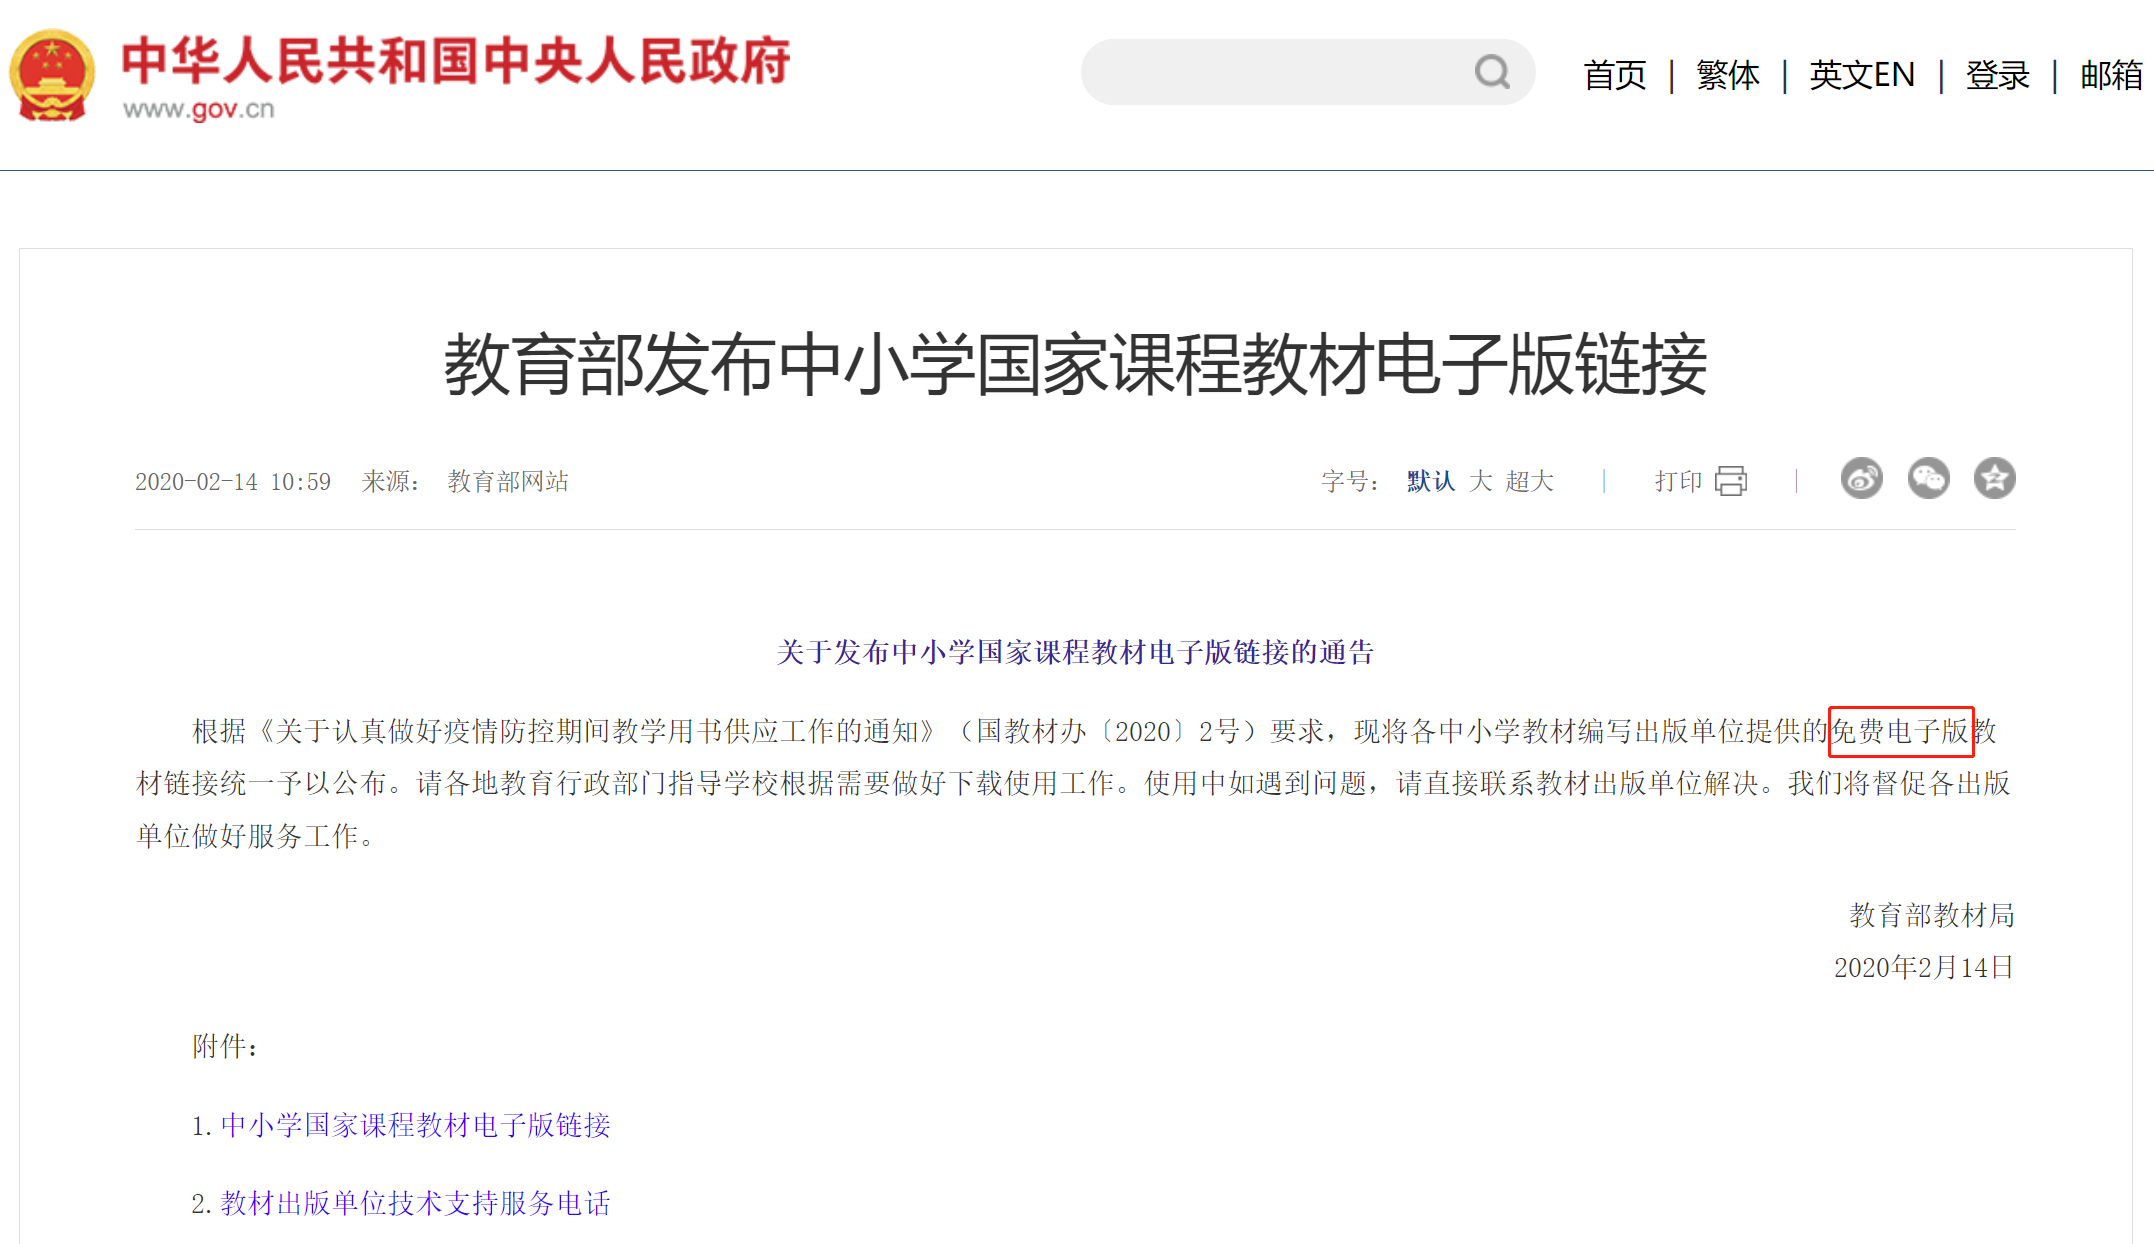 中华人民共和国中央人民政府
www.gov.cn
首页 | 繁体 | 英文EN | 登录 | 邮箱
教育部发布中小学国家课程教材电子版链接
2020-02-14 10:59 来源： 教育部网站
字号： 默认 大 超大 | 打印 |
关于发布中小学国家课程教材电子版链接的通告
根据《关于认真做好疫情防控期间教学用书供应工作的通知》（国教材办〔2020〕2号）要求，现将各中小学教材编写出版单位提供的免费电子版教
材链接统一予以公布。请各地教育行政部门指导学校根据需要做好下载使用工作。使用中如遇到问题，请直接联系教材出版单位解决。我们将督促各出版
单位做好服务工作。
教育部教材局
2020年2月14日
附件：
1. 中小学国家课程教材电子版链接
2. 教材出版单位技术支持服务电话